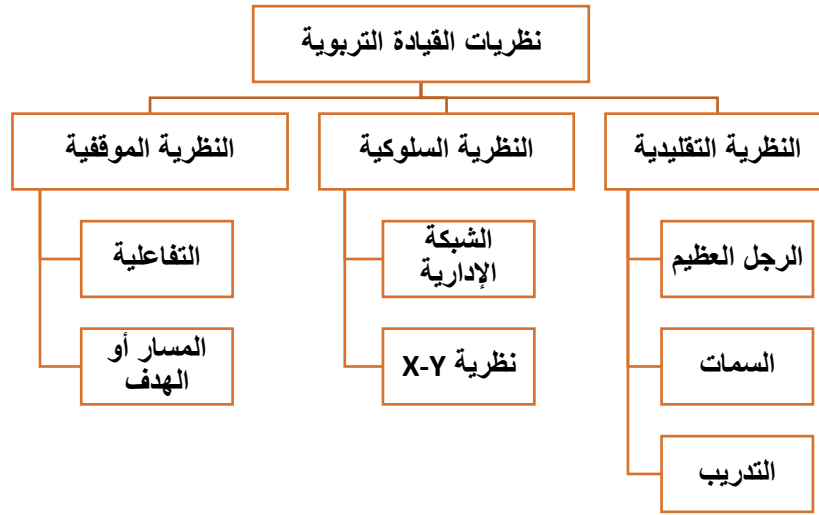 نظريات القيادة التربوية
النظرية التقليدية
الرجل العظيم
السمات
التدريب
النظرية السلوكية
الشبكة
الإدارية
نظرية X-Y
النظرية الموقفية
التفاعلية
المسار أو
الهدف